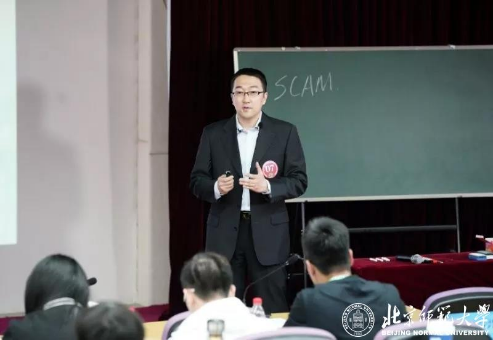 SCAM.
北京师范大学
BEIJING NORMAL UNIVERSITY